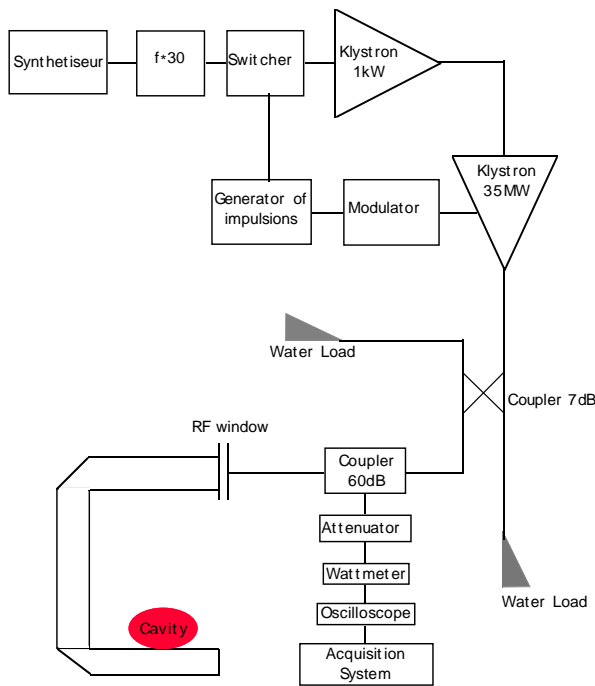 Synthetiseur
f*30
Switcher
Klystron
1kW
Klystron
35MW
Generator of
impulsions
Modulator
Water Load
Coupler 7dB
RF window
Coupler
60dB
Attenuator
Wattmeter
Oscilloscope
Water Load
Cavity
Acquisition
System